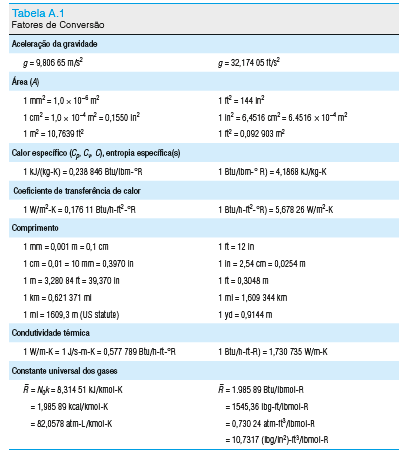 Tabela A.1
Fatores de Conversão
Aceleração da gravidade
g = 9,806 65 m/s² g = 32,174 05 ft/s²
Área (A)
1 mm² = 1,0 × 10⁻⁶ m² 1 ft² = 144 in²
1 cm² = 1,0 × 10⁻⁴ m² = 0,1550 in² 1 in² = 6,4516 cm² = 6.4516 × 10⁻⁴ m²
1 m² = 10,7639 ft² 1 ft² = 0,092 903 m²
Calor específico (Cp, Cv, C), entropia específica(s)
1 kJ/(kg-K) = 0,238 846 Btu/lbm-°R 1 Btu/lbm-° R) = 4,1868 kJ/kg-K
Coeficiente de transferência de calor
1 W/m²-K = 0,176 11 Btu/h-ft²-°R 1 Btu/h-ft²-°R) = 5,678 26 W/m²-K
Comprimento
1 mm = 0,001 m = 0,1 cm 1 ft = 12 in
1 cm = 0,01 = 10 mm = 0,3970 in 1 in = 2,54 cm = 0,0254 m
1 m = 3,280 84 ft = 39,370 in 1 ft = 0,3048 m
1 km = 0,621 371 mi 1 mi = 1,609 344 km
1 mi = 1609,3 m (US statute) 1 yd = 0,9144 m
Condutividade térmica
1 W/m-K = 1 J/s-m-K = 0,577 789 Btu/h-ft-°R 1 Btu/h-ft-R) = 1,730 735 W/m-K
Constante universal dos gases
R̄ = N₀k = 8,314 51 kJ/kmol-K R̄ = 1.985 89 Btu/lbmol-R
= 1,985 89 kcal/kmol-K = 1545,36 lbg-ft/lbmol-R
= 82,0578 atm-L/kmol-K = 0,730 24 atm-ft³/lbmol-R
= 10,7317 (lbg/in²)-ft³/lbmol-R